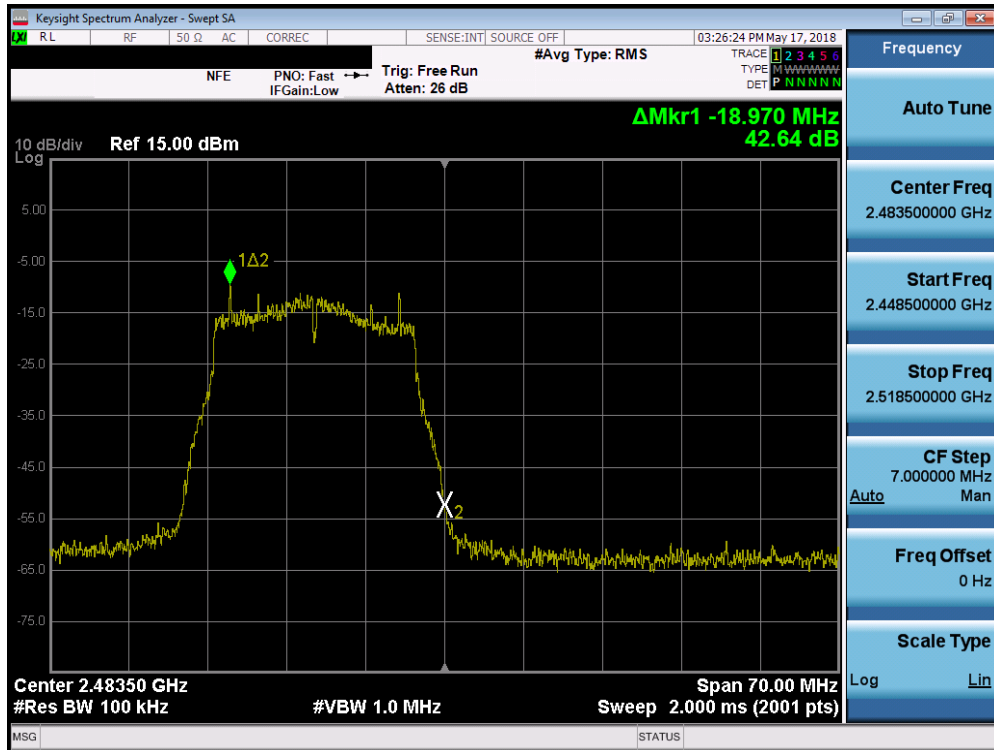 Keysight Spectrum Analyzer - Swept SA
LXI RL RF 50 Ω AC CORREC SENSE:INT SOURCE OFF 03:26:24 PM May 17, 2018
#Avg Type: RMS
TRACE 1 2 3 4 5 6
TYPE M W W W W W
DET P N N N N N
NFE
PNO: Fast
IFGain:Low
Trig: Free Run
Atten: 26 dB
ΔMkr1 -18.970 MHz
42.64 dB
10 dB/div Ref 15.00 dBm
Log
5.00
-5.00
-15.0
-25.0
-35.0
-45.0
-55.0
-65.0
-75.0
1Δ2
X2
Center 2.48350 GHz Span 70.00 MHz
#Res BW 100 kHz #VBW 1.0 MHz Sweep 2.000 ms (2001 pts)
MSG STATUS
Frequency
Auto Tune
Center Freq
2.483500000 GHz
Start Freq
2.448500000 GHz
Stop Freq
2.518500000 GHz
CF Step
7.000000 MHz
Auto Man
Freq Offset
0 Hz
Scale Type
Log Lin